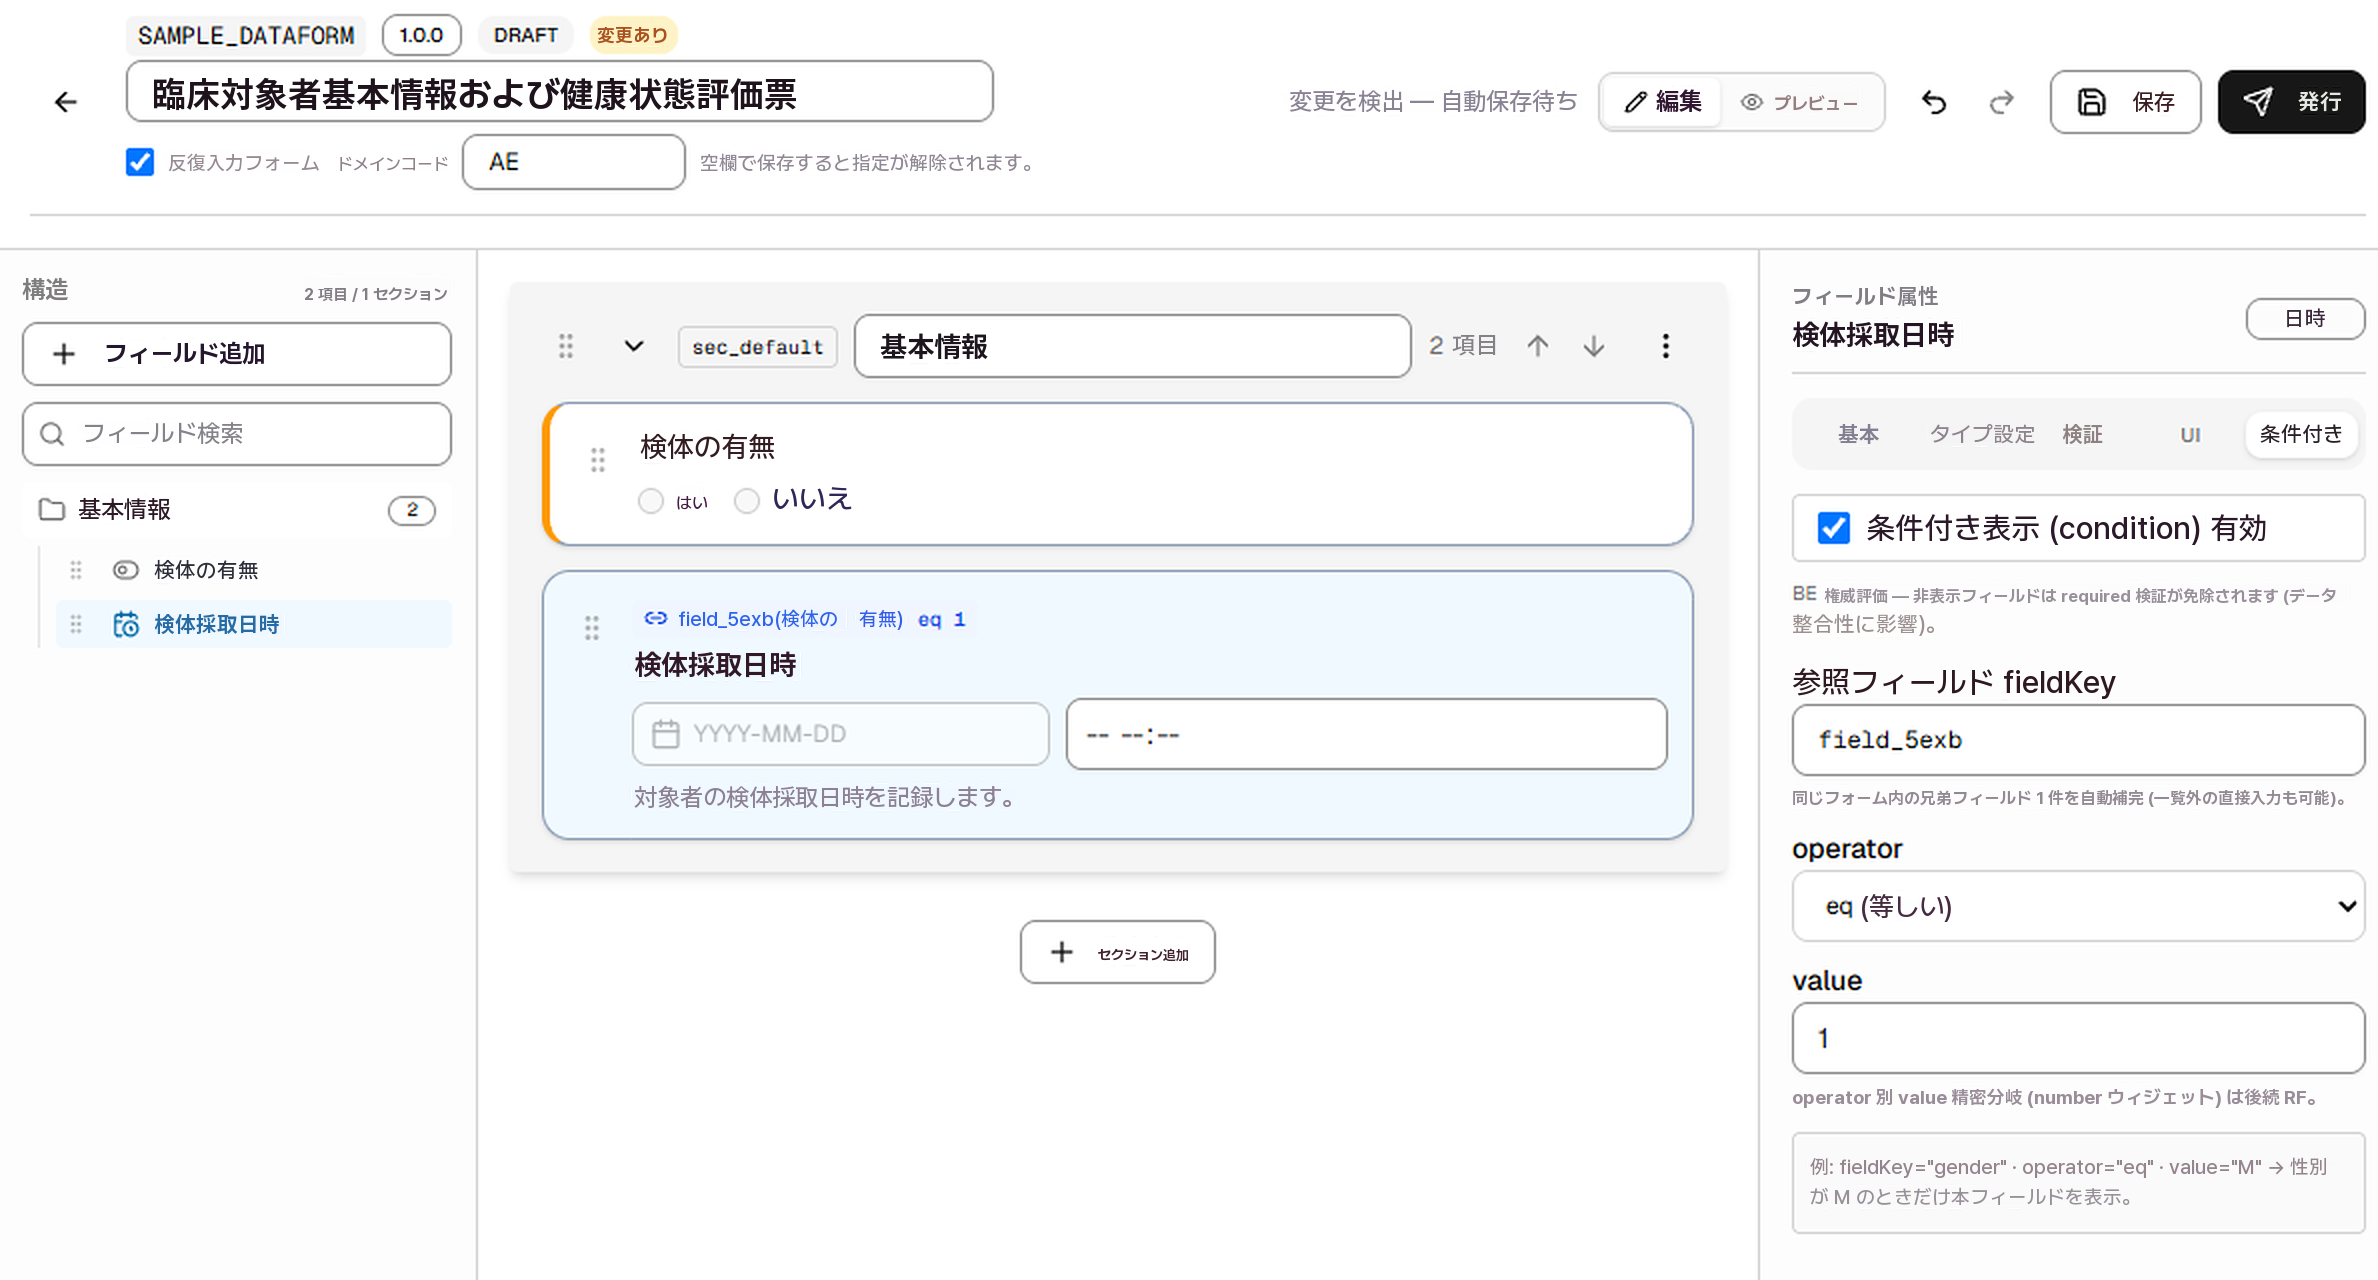 SAMPLE_DATAFORM 1.0.0 DRAFT 変更あり
臨床対象者基本情報および健康状態評価票
変更を検出 — 自動保存待ち 編集 プレビュー 保存 発行
反復入力フォーム ドメインコード AE 空欄で保存すると指定が解除されます。
構造 2 項目 / 1 セクション
フィールド追加
フィールド検索
基本情報 2
検体の有無
検体採取日時
sec_default 基本情報 2 項目
検体の有無
はい いいえ
field_5exb(検体の 有無) eq 1
検体採取日時
YYYY-MM-DD -- --:--
対象者の検体採取日時を記録します。
セクション追加
フィールド属性
検体採取日時 日時
基本 タイプ設定 検証 UI 条件付き
条件付き表示 (condition) 有効
BE 権威評価 — 非表示フィールドは required 検証が免除されます (データ
整合性に影響)。
参照フィールド fieldKey
field_5exb
同じフォーム内の兄弟フィールド 1 件を自動補完 (一覧外の直接入力も可能)。
operator
eq (等しい)
value
1
operator 別 value 精密分岐 (number ウィジェット) は後続 RF。
例: fieldKey="gender" · operator="eq" · value="M" → 性別
が M のときだけ本フィールドを表示。